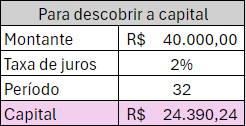 Para descobrir a capital
Montante R$ 40.000,00
Taxa de juros 2%
Período 32
Capital R$ 24.390,24